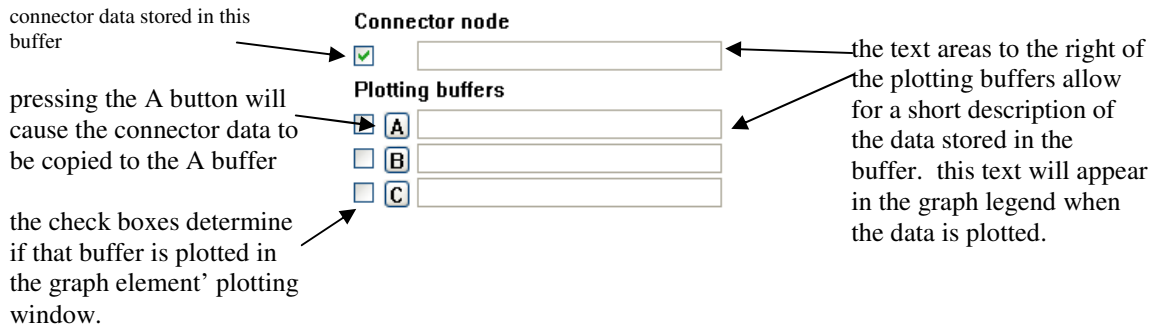 connector data stored in this
buffer
pressing the A button will
cause the connector data to
be copied to the A buffer
the check boxes determine
if that buffer is plotted in
the graph element’ plotting
window.
Connector node
Plotting buffers
A
B
C
the text areas to the right of
the plotting buffers allow
for a short description of
the data stored in the
buffer.  this text will appear
in the graph legend when
the data is plotted.